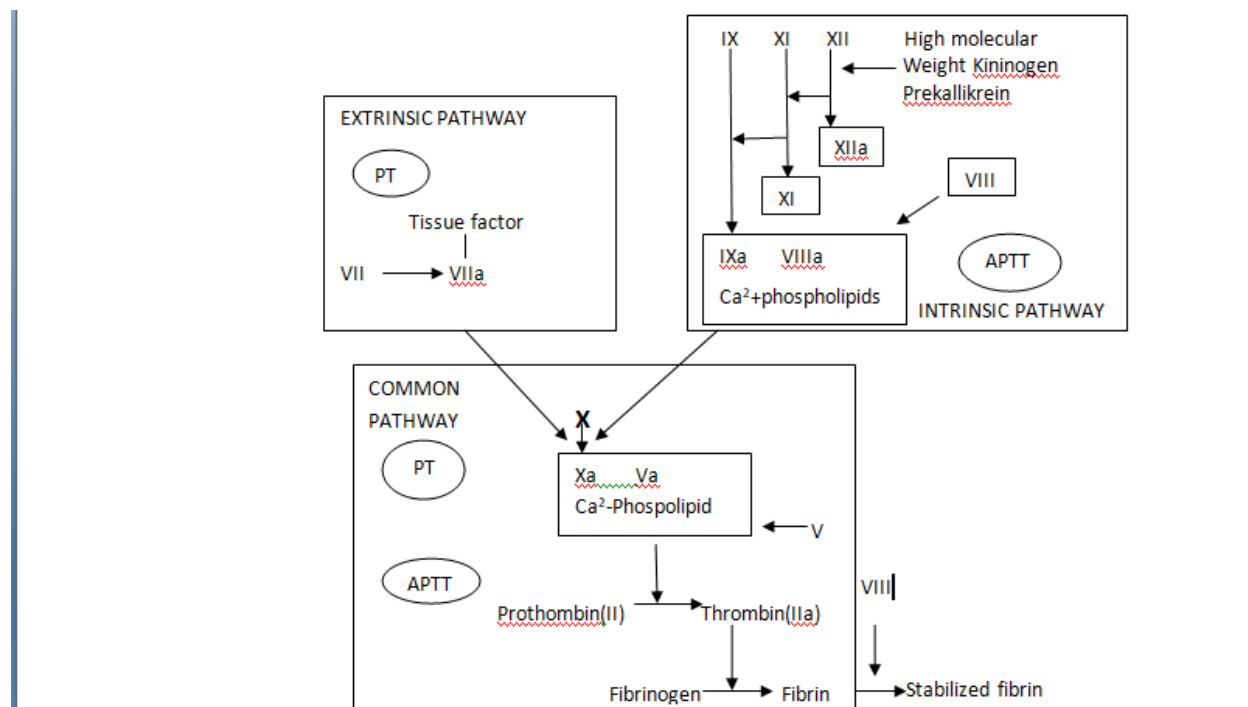 IX XI XII High molecular
Weight Kininogen
Prekallikrein
EXTRINSIC PATHWAY
PT
Tissue factor
VII VIIa
XIIa
XI
VIII
IXa VIIIa
Ca²+phospholipids
APTT
INTRINSIC PATHWAY
COMMON
PATHWAY
X
PT
Xa Va
Ca²-Phospolipid
V
APTT
VIII
Prothombin(II) Thrombin(IIa)
Fibrinogen Fibrin Stabilized fibrin